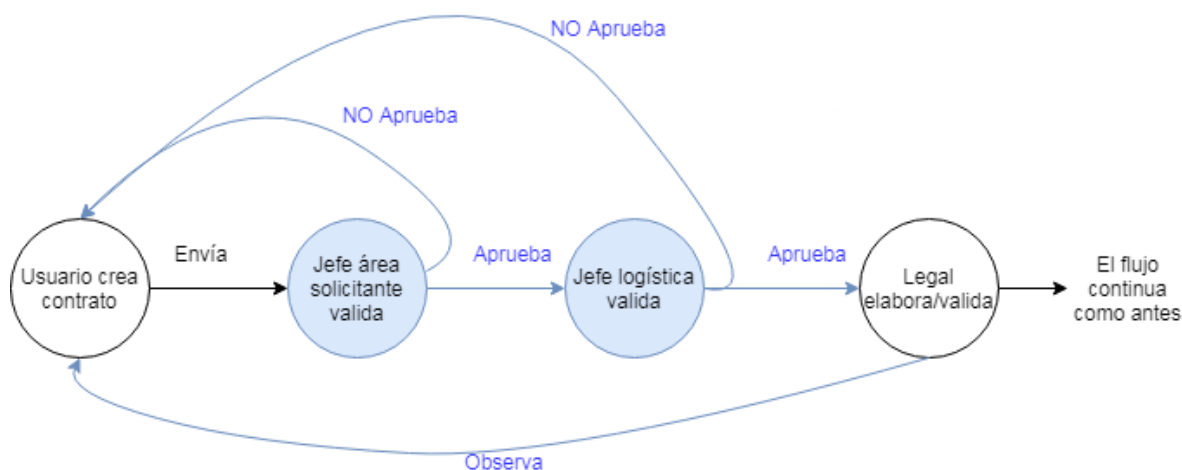 NO Aprueba
NO Aprueba
Usuario crea
contrato
Envía
Jefe área
solicitante
valida
Aprueba
Jefe logística
valida
Aprueba
Legal
elabora/valida
El flujo
continua
como antes
Observa